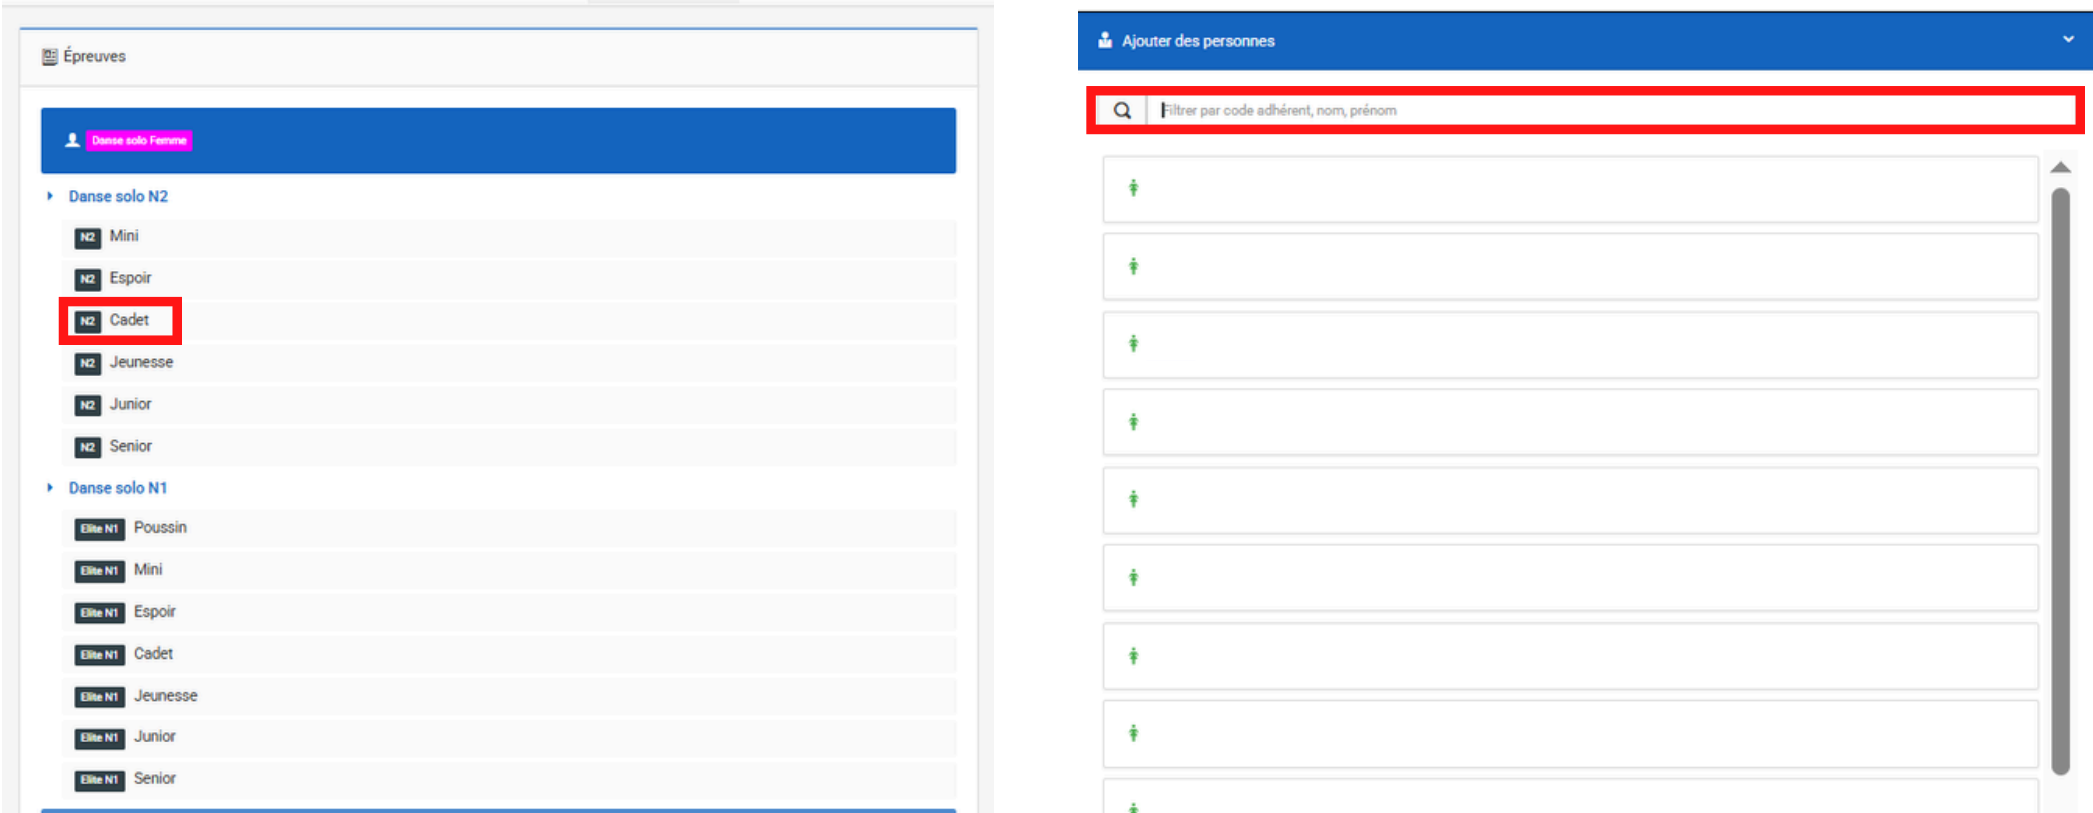 Épreuves
Danse solo Femme
Danse solo N2
N2 Mini
N2 Espoir
N2 Cadet
N2 Jeunesse
N2 Junior
N2 Senior
Danse solo N1
Elite N1 Poussin
Elite N1 Mini
Elite N1 Espoir
Elite N1 Cadet
Elite N1 Jeunesse
Elite N1 Junior
Elite N1 Senior
Ajouter des personnes
Filtrer par code adhérent, nom, prénom